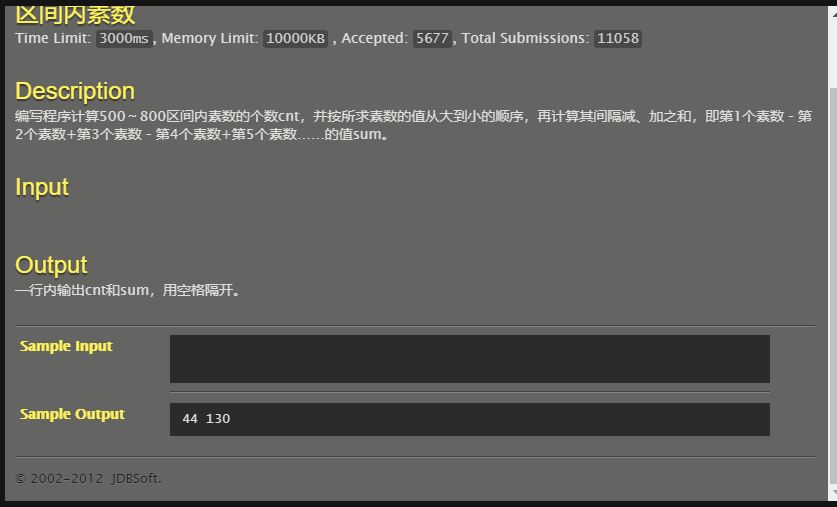 区间内素数
Time Limit: 3000ms, Memory Limit: 10000KB , Accepted: 5677, Total Submissions: 11058
Description
编写程序计算500～800区间内素数的个数cnt，并按所求素数的值从大到小的顺序，再计算其间隔减、加之和，即第1个素数 - 第
2个素数+第3个素数 - 第4个素数+第5个素数……的值sum。
Input
Output
一行内输出cnt和sum，用空格隔开。
Sample Input
Sample Output
44 130
© 2002-2012 JDBSoft.